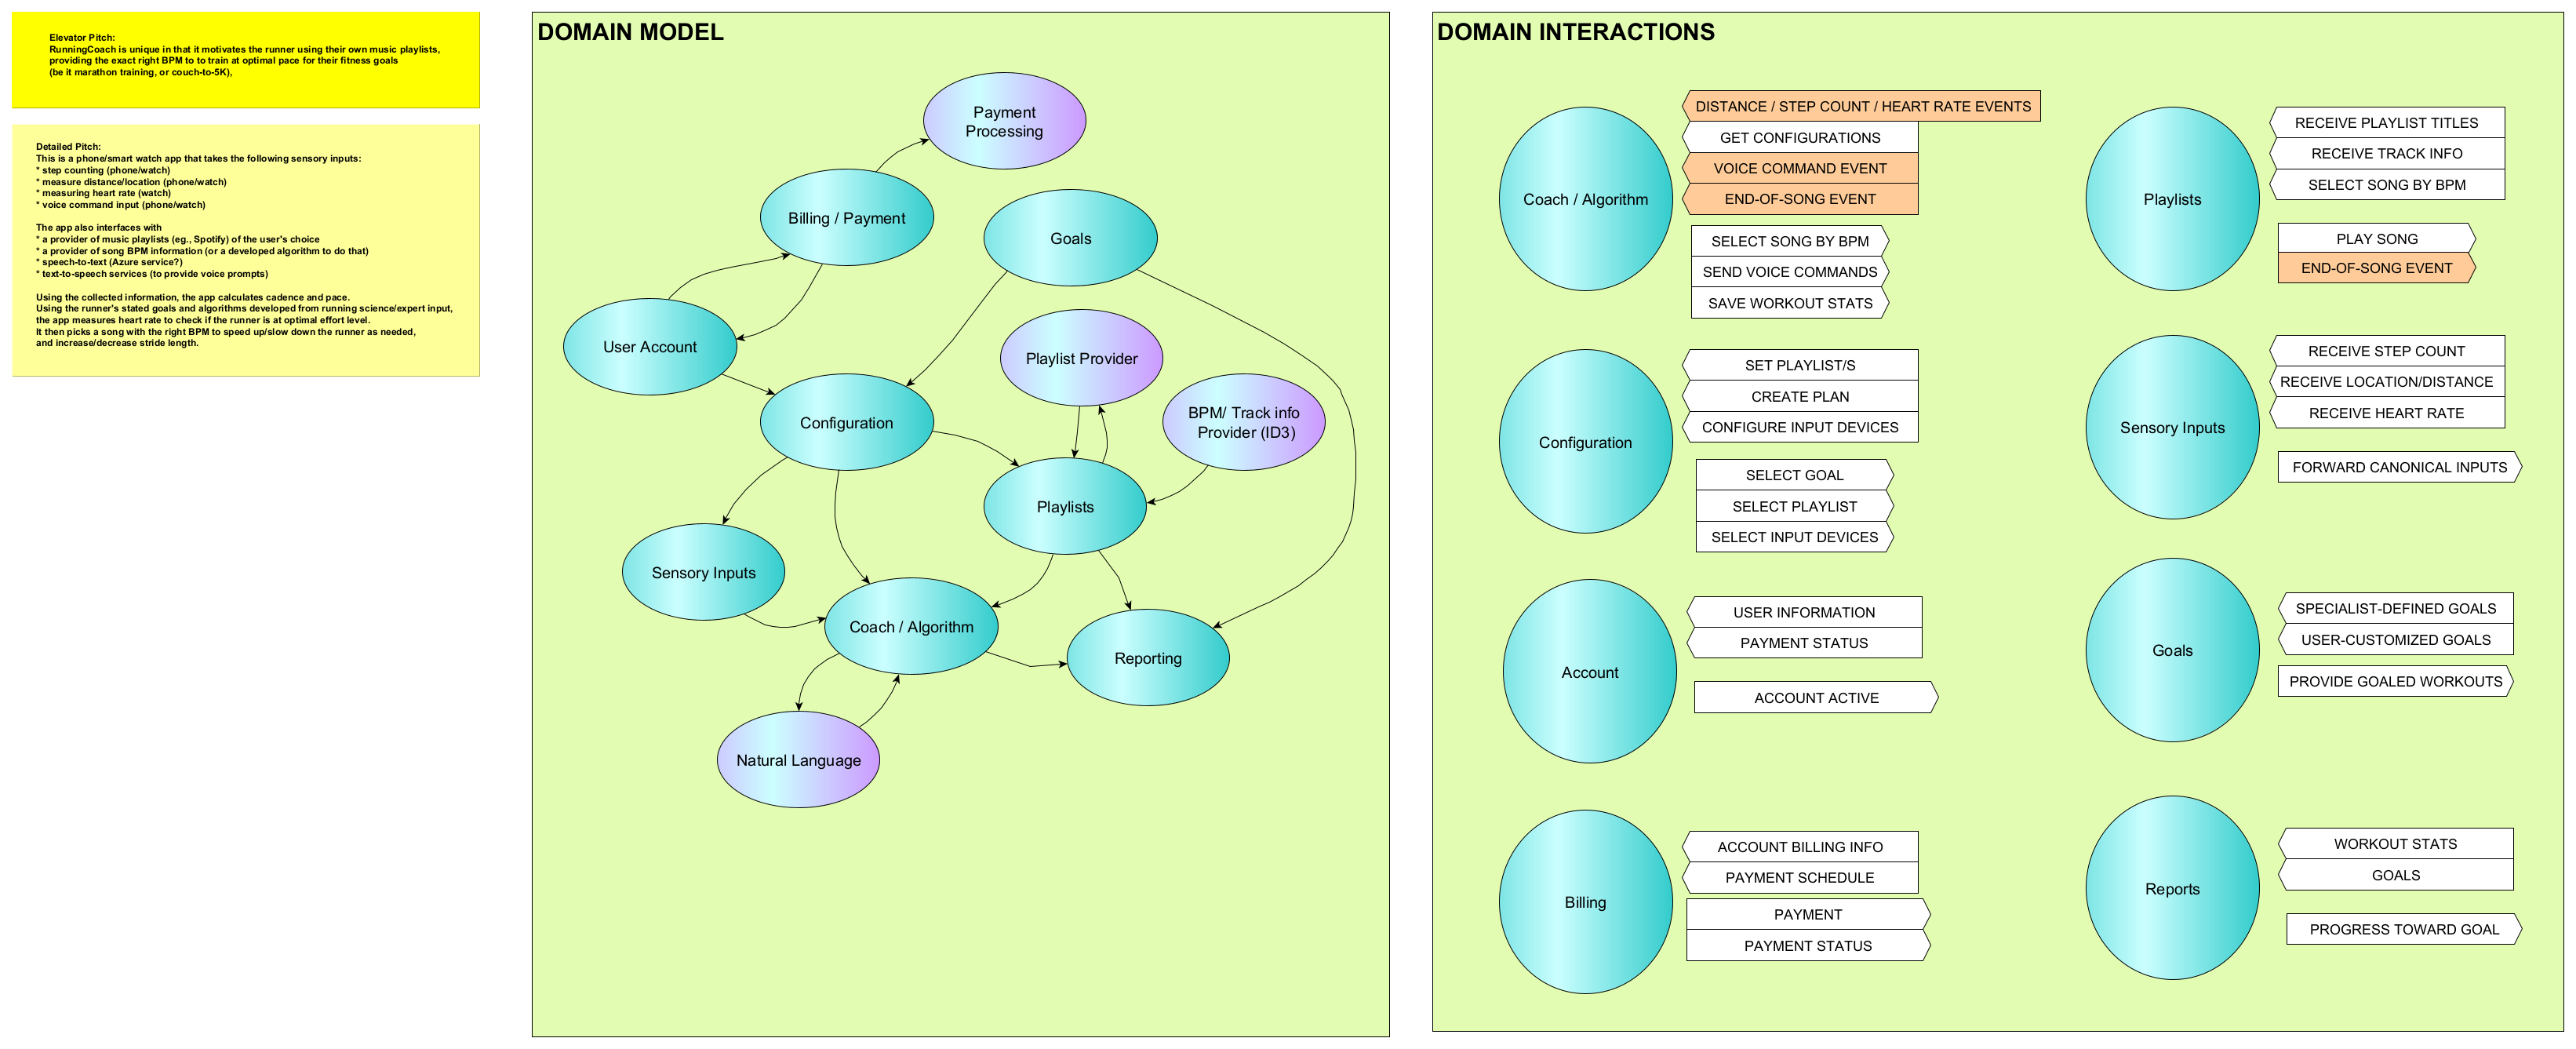 Elevator Pitch:
RunningCoach is unique in that it motivates the runner using their own music playlists,
providing the exact right BPM to to train at optimal pace for their fitness goals
(be it marathon training, or couch-to-5K),
Detailed Pitch:
This is a phone/smart watch app that takes the following sensory inputs:
* step counting (phone/watch)
* measure distance/location (phone/watch)
* measuring heart rate (watch)
* voice command input (phone/watch)
The app also interfaces with
* a provider of music playlists (eg., Spotify) of the user's choice
* a provider of song BPM information (or a developed algorithm to do that)
* speech-to-text (Azure service?)
* text-to-speech services (to provide voice prompts)
Using the collected information, the app calculates cadence and pace.
Using the runner's stated goals and algorithms developed from running science/expert input,
the app measures heart rate to check if the runner is at optimal effort level.
It then picks a song with the right BPM to speed up/slow down the runner as needed,
and increase/decrease stride length.
DOMAIN MODEL
Payment
Processing
Billing / Payment
Goals
User Account
Playlist Provider
BPM/ Track info
Provider (ID3)
Configuration
Playlists
Sensory Inputs
Coach / Algorithm
Reporting
Natural Language
DOMAIN INTERACTIONS
Coach / Algorithm
DISTANCE / STEP COUNT / HEART RATE EVENTS
GET CONFIGURATIONS
VOICE COMMAND EVENT
END-OF-SONG EVENT
SELECT SONG BY BPM
SEND VOICE COMMANDS
SAVE WORKOUT STATS
Configuration
SET PLAYLIST/S
CREATE PLAN
CONFIGURE INPUT DEVICES
SELECT GOAL
SELECT PLAYLIST
SELECT INPUT DEVICES
Account
USER INFORMATION
PAYMENT STATUS
ACCOUNT ACTIVE
Billing
ACCOUNT BILLING INFO
PAYMENT SCHEDULE
PAYMENT
PAYMENT STATUS
Playlists
RECEIVE PLAYLIST TITLES
RECEIVE TRACK INFO
SELECT SONG BY BPM
PLAY SONG
END-OF-SONG EVENT
Sensory Inputs
RECEIVE STEP COUNT
RECEIVE LOCATION/DISTANCE
RECEIVE HEART RATE
FORWARD CANONICAL INPUTS
Goals
SPECIALIST-DEFINED GOALS
USER-CUSTOMIZED GOALS
PROVIDE GOALED WORKOUTS
Reports
WORKOUT STATS
GOALS
PROGRESS TOWARD GOAL